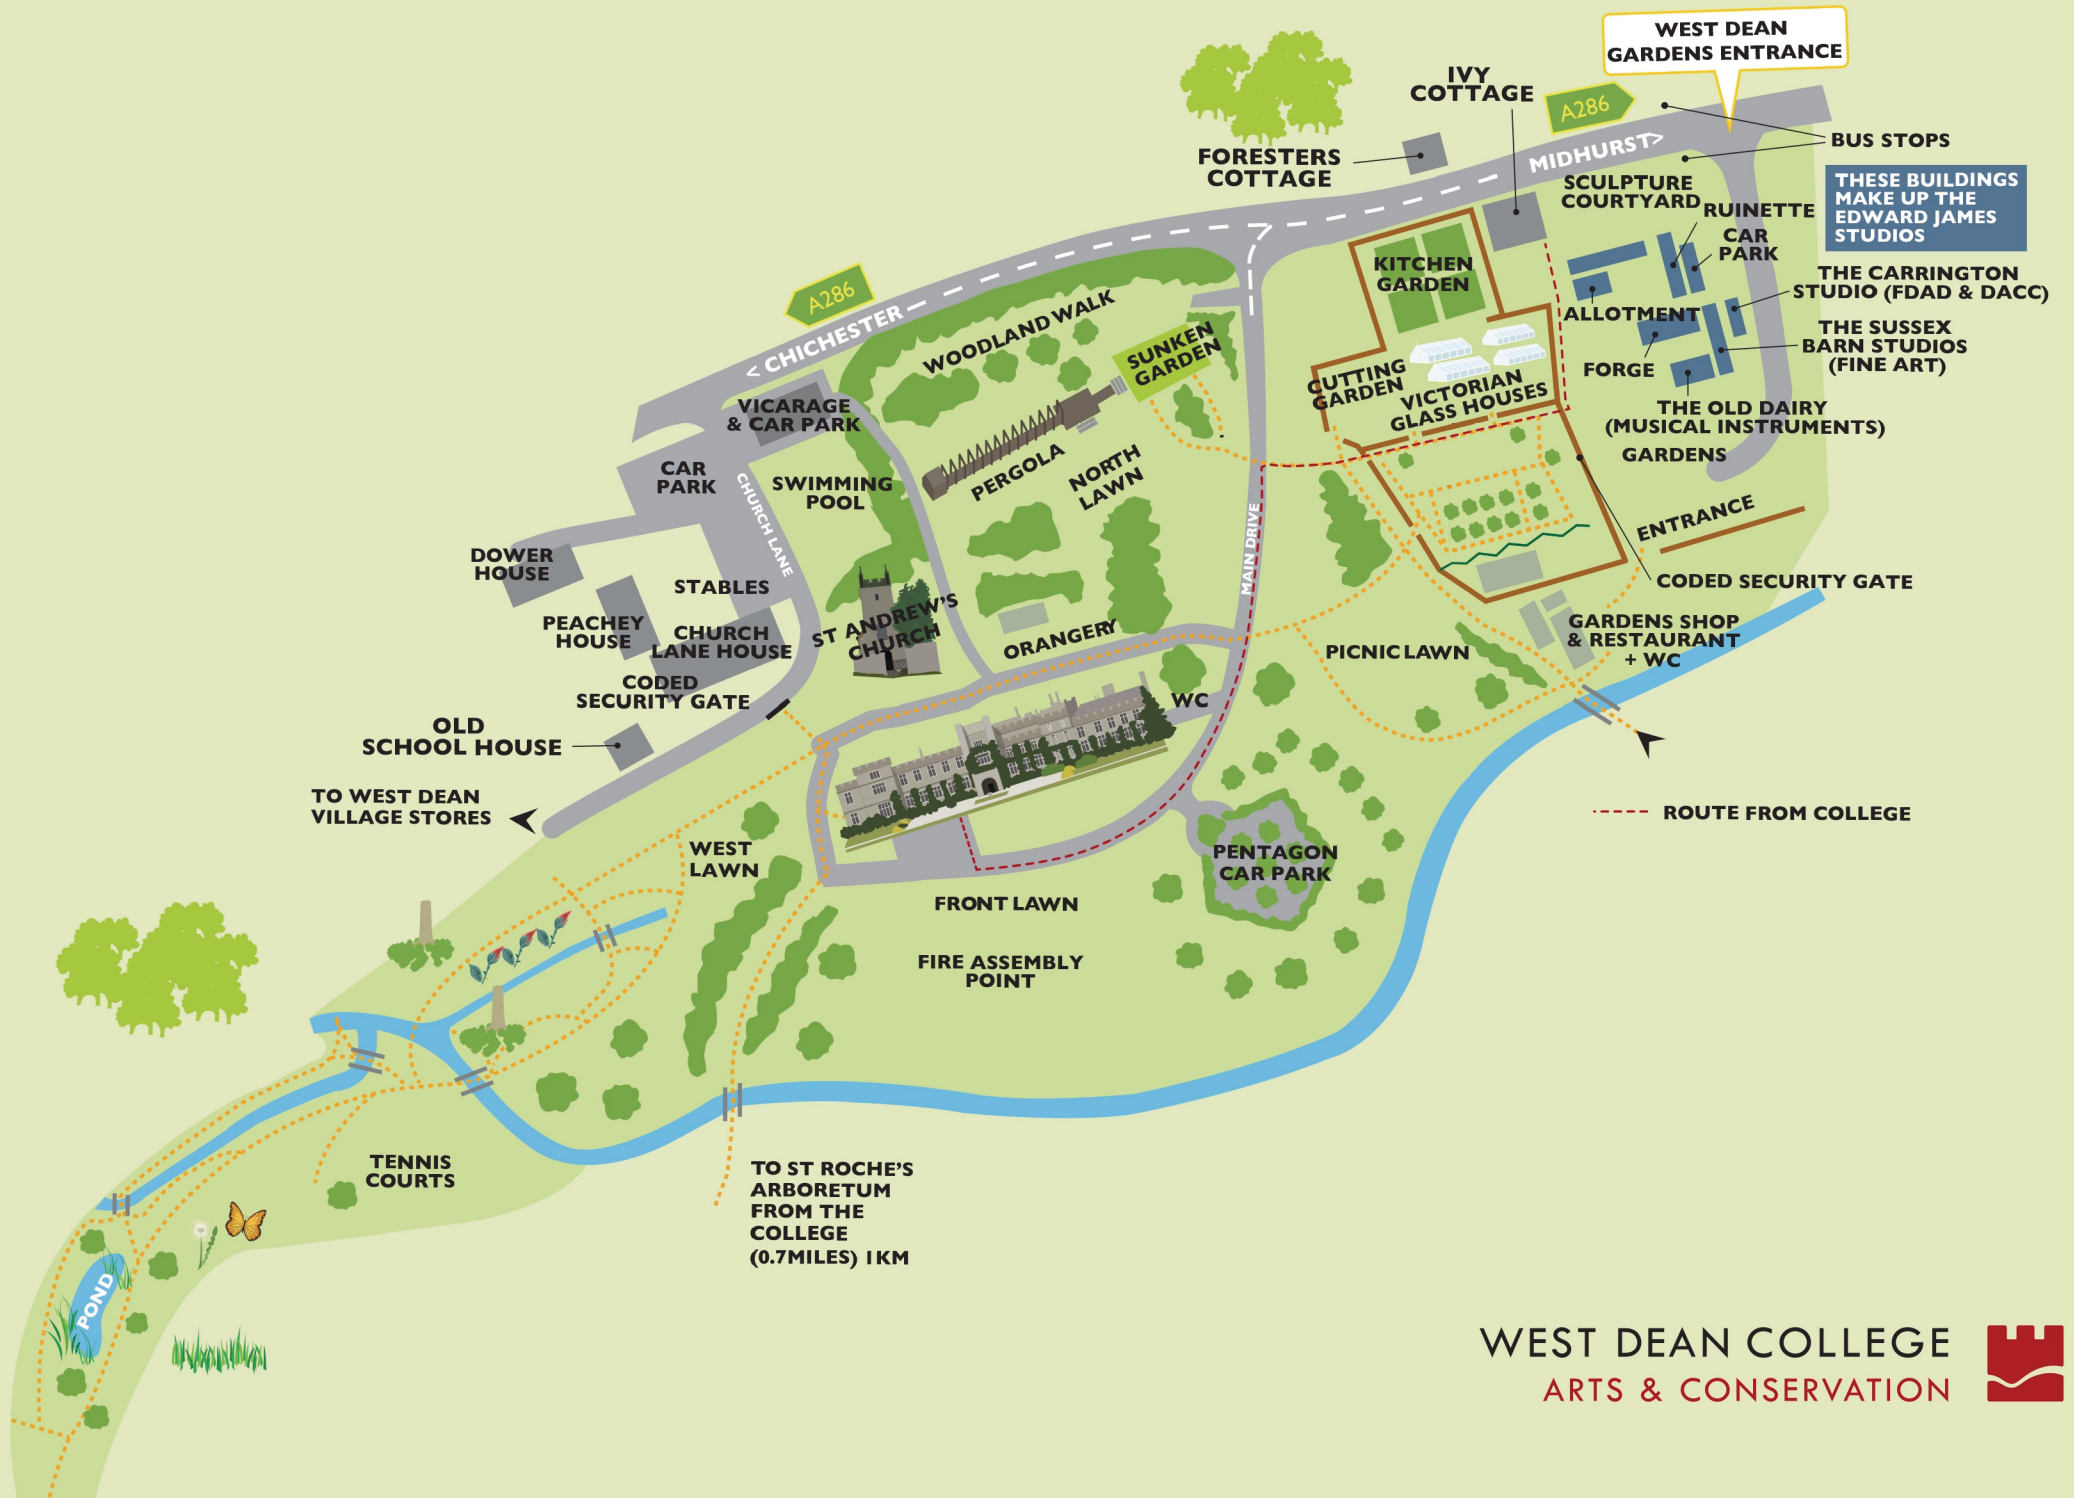 WEST DEAN
GARDENS ENTRANCE
IVY
COTTAGE
A286
MIDHURST>
BUS STOPS
FORESTERS
COTTAGE
THESE BUILDINGS
MAKE UP THE
EDWARD JAMES
STUDIOS
SCULPTURE
COURTYARD
RUINETTE
CAR
PARK
THE CARRINGTON
STUDIO (FDAD & DACC)
ALLOTMENT
THE SUSSEX
BARN STUDIOS
(FINE ART)
FORGE
THE OLD DAIRY
(MUSICAL INSTRUMENTS)
GARDENS
ENTRANCE
KITCHEN
GARDEN
CUTTING
GARDEN
VICTORIAN
GLASS HOUSES
A286
< CHICHESTER
WOODLAND WALK
SUNKEN
GARDEN
VICARAGE
& CAR PARK
PERGOLA
NORTH
LAWN
CAR
PARK
CHURCH LANE
SWIMMING
POOL
MAIN DRIVE
DOWER
HOUSE
STABLES
PEACHEY
HOUSE
CHURCH
LANE HOUSE
ST ANDREW'S
CHURCH
ORANGERY
CODED SECURITY GATE
GARDENS SHOP
& RESTAURANT
+ WC
PICNIC LAWN
CODED
SECURITY GATE
WC
OLD
SCHOOL HOUSE
TO WEST DEAN
VILLAGE STORES
ROUTE FROM COLLEGE
WEST
LAWN
PENTAGON
CAR PARK
FRONT LAWN
FIRE ASSEMBLY
POINT
TENNIS
COURTS
TO ST ROCHE'S
ARBORETUM
FROM THE
COLLEGE
(0.7MILES) 1KM
POND
WEST DEAN COLLEGE
ARTS & CONSERVATION